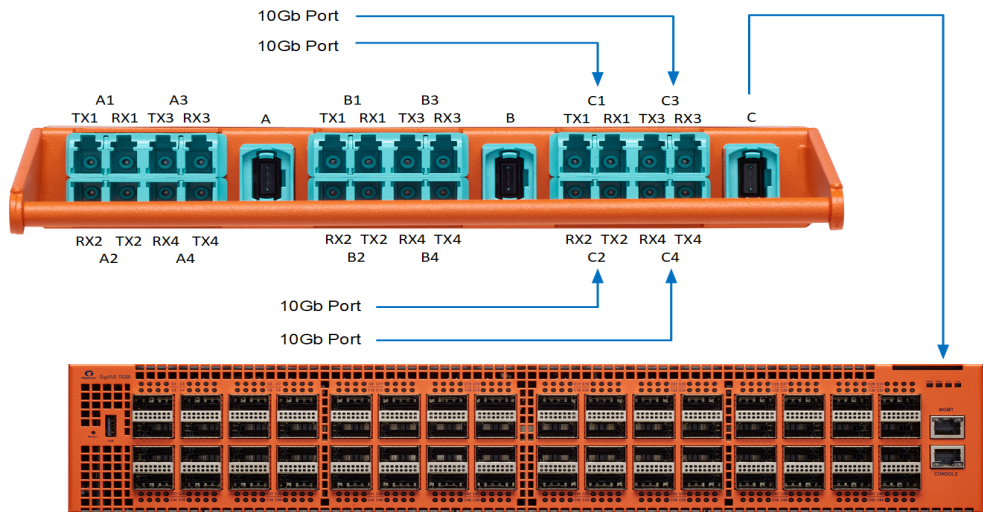 10Gb Port
10Gb Port
A1 A3 B1 B3 C1 C3
TX1 RX1 TX3 RX3 A TX1 RX1 TX3 RX3 B TX1 RX1 TX3 RX3 C
RX2 TX2 RX4 TX4 RX2 TX2 RX4 TX4 RX2 TX2 RX4 TX4
A2 A4 B2 B4 C2 C4
10Gb Port
10Gb Port
MGMT
CONSOLE